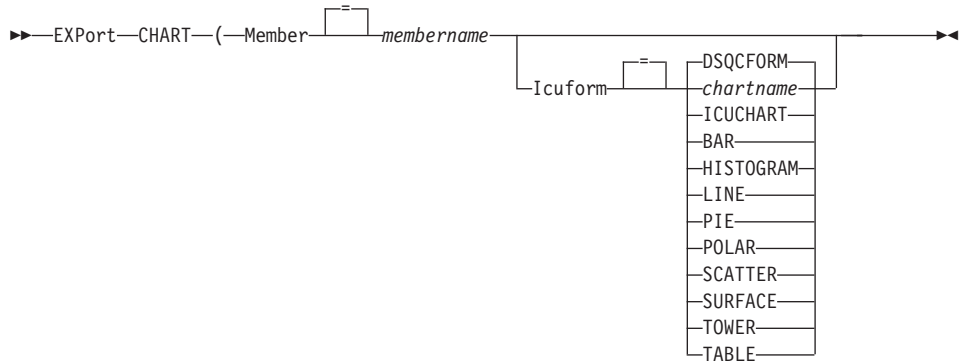 =
EXPort CHART ( Member membername
= DSQCFORM
Icuform chartname
ICUCHART
BAR
HISTOGRAM
LINE
PIE
POLAR
SCATTER
SURFACE
TOWER
TABLE